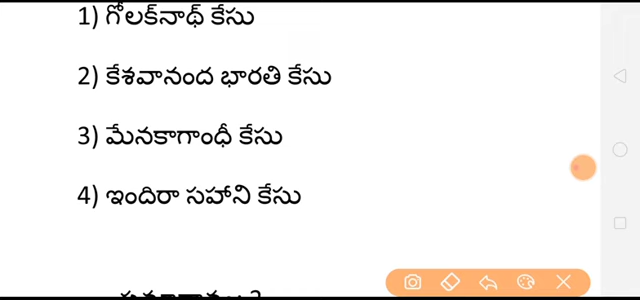 1) గోలక్‌నాథ్ కేసు
2) కేశవానంద భారతి కేసు
3) మేనకాగాంధీ కేసు
4) ఇందిరా సహాని కేసు